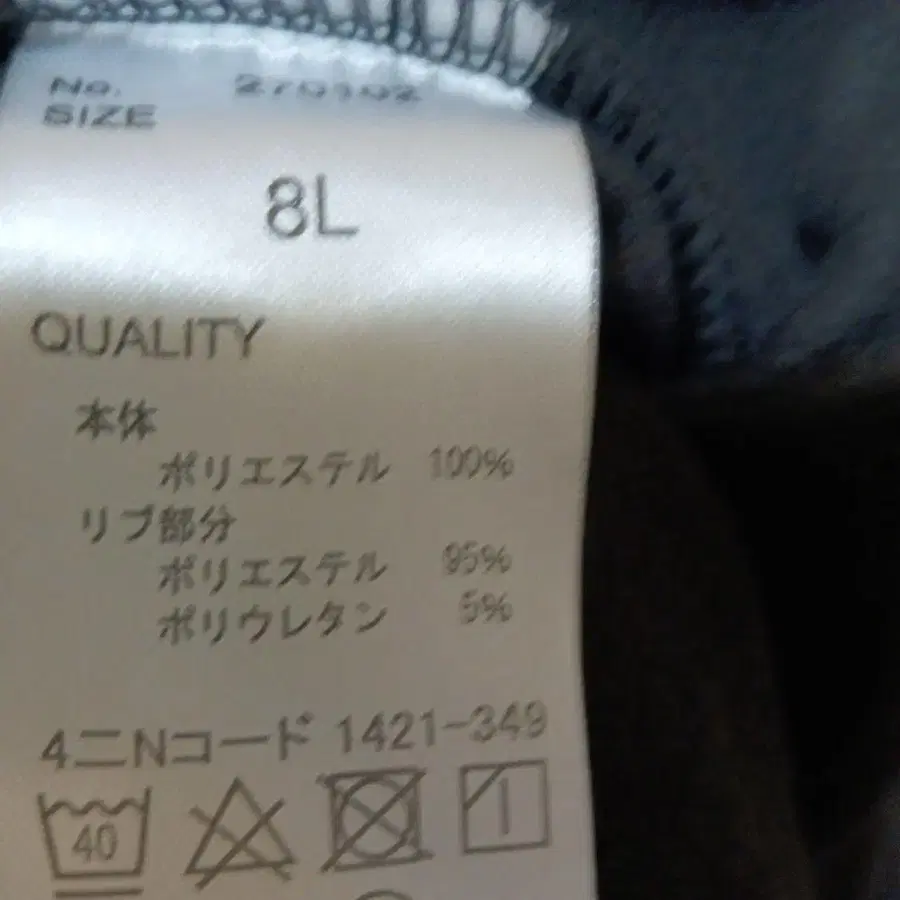 No. 270102
SIZE
8L
QUALITY
本体
ポリエステル 100%
リブ部分
ポリエステル 95%
ポリウレタン 5%
4ニNコード 1421-349
40